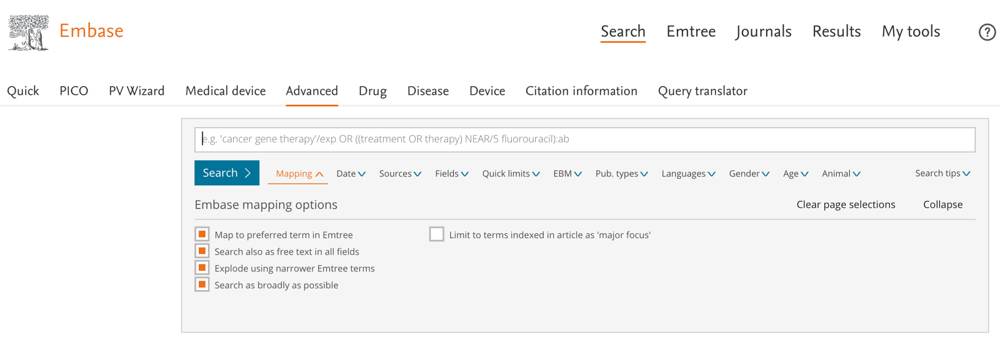 Embase
Search Emtree Journals Results My tools ?
Quick PICO PV Wizard Medical device Advanced Drug Disease Device Citation information Query translator
e.g. 'cancer gene therapy'/exp OR ((treatment OR therapy) NEAR/5 fluorouracil):ab
Search Mapping Date Sources Fields Quick limits EBM Pub. types Languages Gender Age Animal Search tips
Embase mapping options Clear page selections Collapse
Map to preferred term in Emtree Limit to terms indexed in article as 'major focus'
Search also as free text in all fields
Explode using narrower Emtree terms
Search as broadly as possible